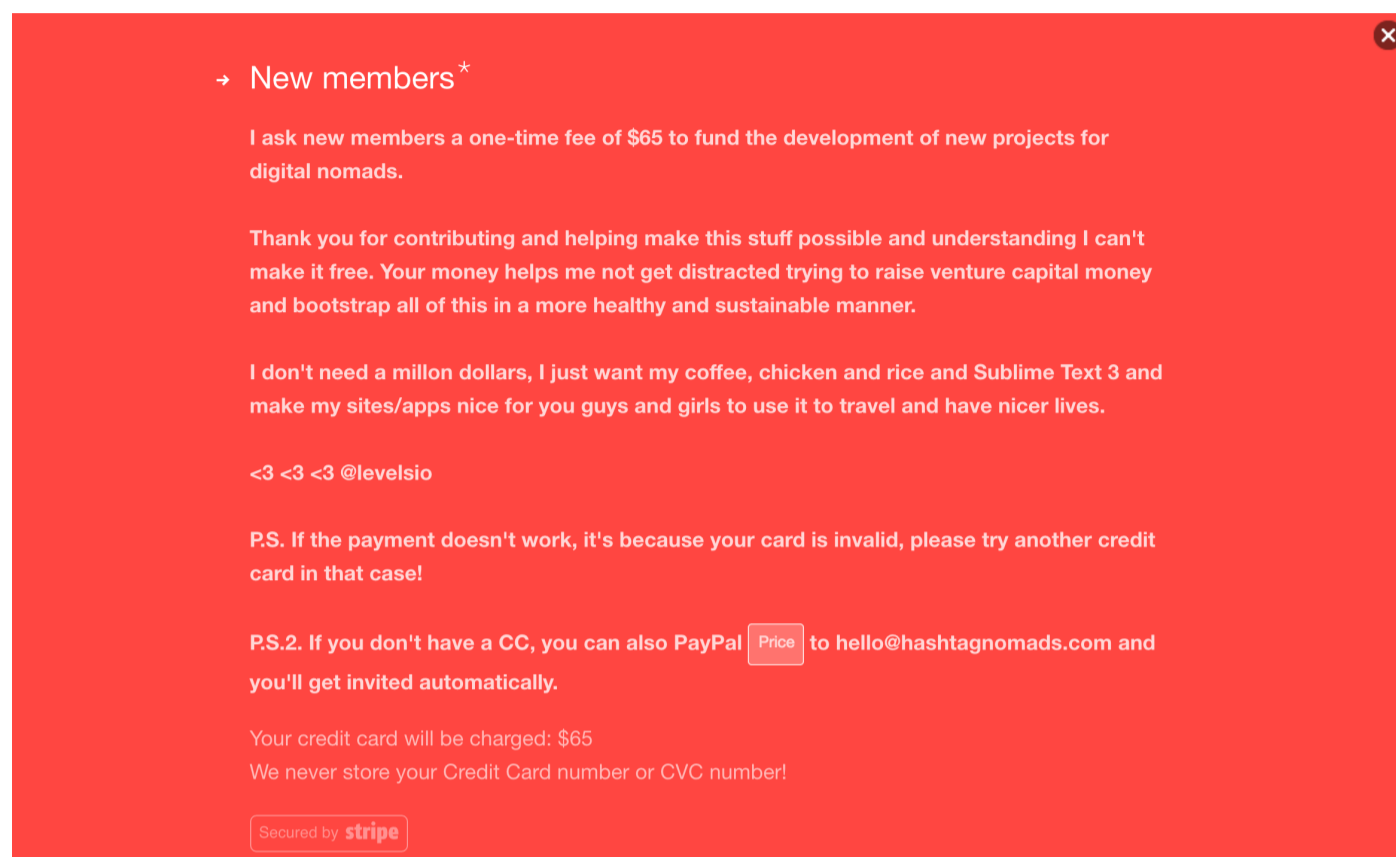 → New members*
I ask new members a one-time fee of $65 to fund the development of new projects for
digital nomads.
Thank you for contributing and helping make this stuff possible and understanding I can't
make it free. Your money helps me not get distracted trying to raise venture capital money
and bootstrap all of this in a more healthy and sustainable manner.
I don't need a millon dollars, I just want my coffee, chicken and rice and Sublime Text 3 and
make my sites/apps nice for you guys and girls to use it to travel and have nicer lives.
<3 <3 <3 @levelsio
P.S. If the payment doesn't work, it's because your card is invalid, please try another credit
card in that case!
P.S.2. If you don't have a CC, you can also PayPal Price to hello@hashtagnomads.com and
you'll get invited automatically.
Your credit card will be charged: $65
We never store your Credit Card number or CVC number!
Secured by stripe